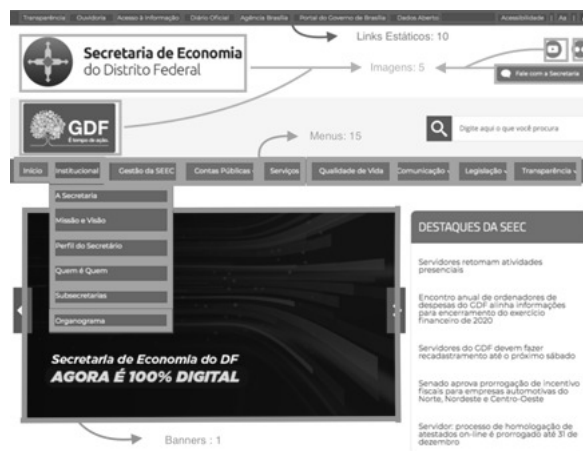 Transparência Ouvidoria Acesso à Informação Diário Oficial Agência Brasília Portal do Governo de Brasília Dados Aberto Acessibilidade
Links Estáticos: 10
Secretaria de Economia
do Distrito Federal
Imagens: 5
Fale com a Secretaria
GDF
É tempo de ação.
Menus: 15
Digite aqui o que você procura
Início Institucional Gestão da SEEC Contas Públicas Serviços Qualidade de Vida Comunicação Legislação Transparência
A Secretaria
Missão e Visão
Perfil do Secretário
Quem é Quem
Subsecretarias
Organograma
DESTAQUES DA SEEC
Servidores retomam atividades
presenciais
Encontro anual de ordenadores de
despesas do GDF alinha informações
para encerramento do exercício
financeiro de 2020
Servidores do GDF devem fazer
recadastramento até o próximo sábado
Senado aprova prorrogação de incentivo
fiscais para empresas automotivas do
Norte, Nordeste e Centro-Oeste
Servidor: processo de homologação de
atestados on-line é prorrogado até 31 de
dezembro
Secretaria de Economia do DF
AGORA É 100% DIGITAL
Banners : 1